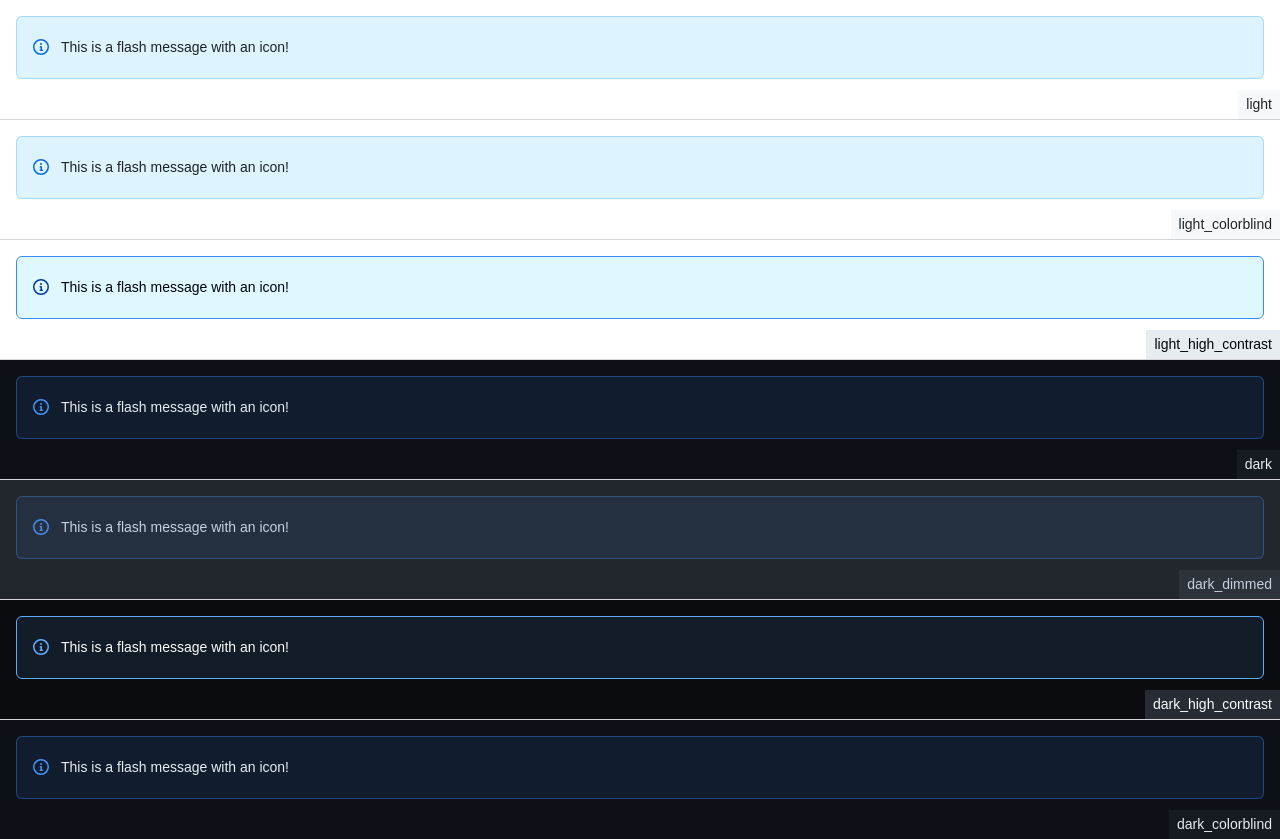 This is a flash message with an icon!
light
This is a flash message with an icon!
light_colorblind
This is a flash message with an icon!
light_high_contrast
This is a flash message with an icon!
dark
This is a flash message with an icon!
dark_dimmed
This is a flash message with an icon!
dark_high_contrast
This is a flash message with an icon!
dark_colorblind